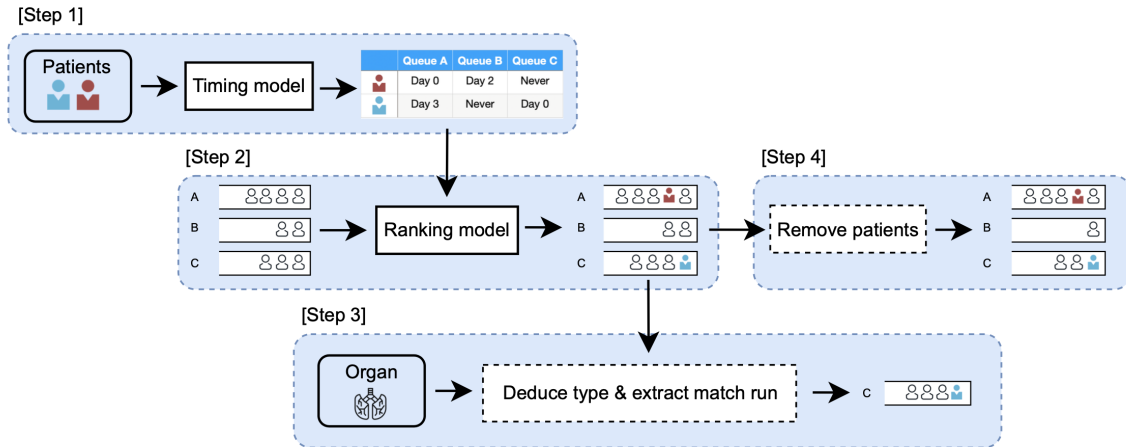 [Step 1]
Patients
Timing model
Queue A Queue B Queue C
Day 0 Day 2 Never
Day 3 Never Day 0
[Step 2]
A
B
C
Ranking model
A
B
C
[Step 4]
Remove patients
A
B
C
[Step 3]
Organ
Deduce type & extract match run
C